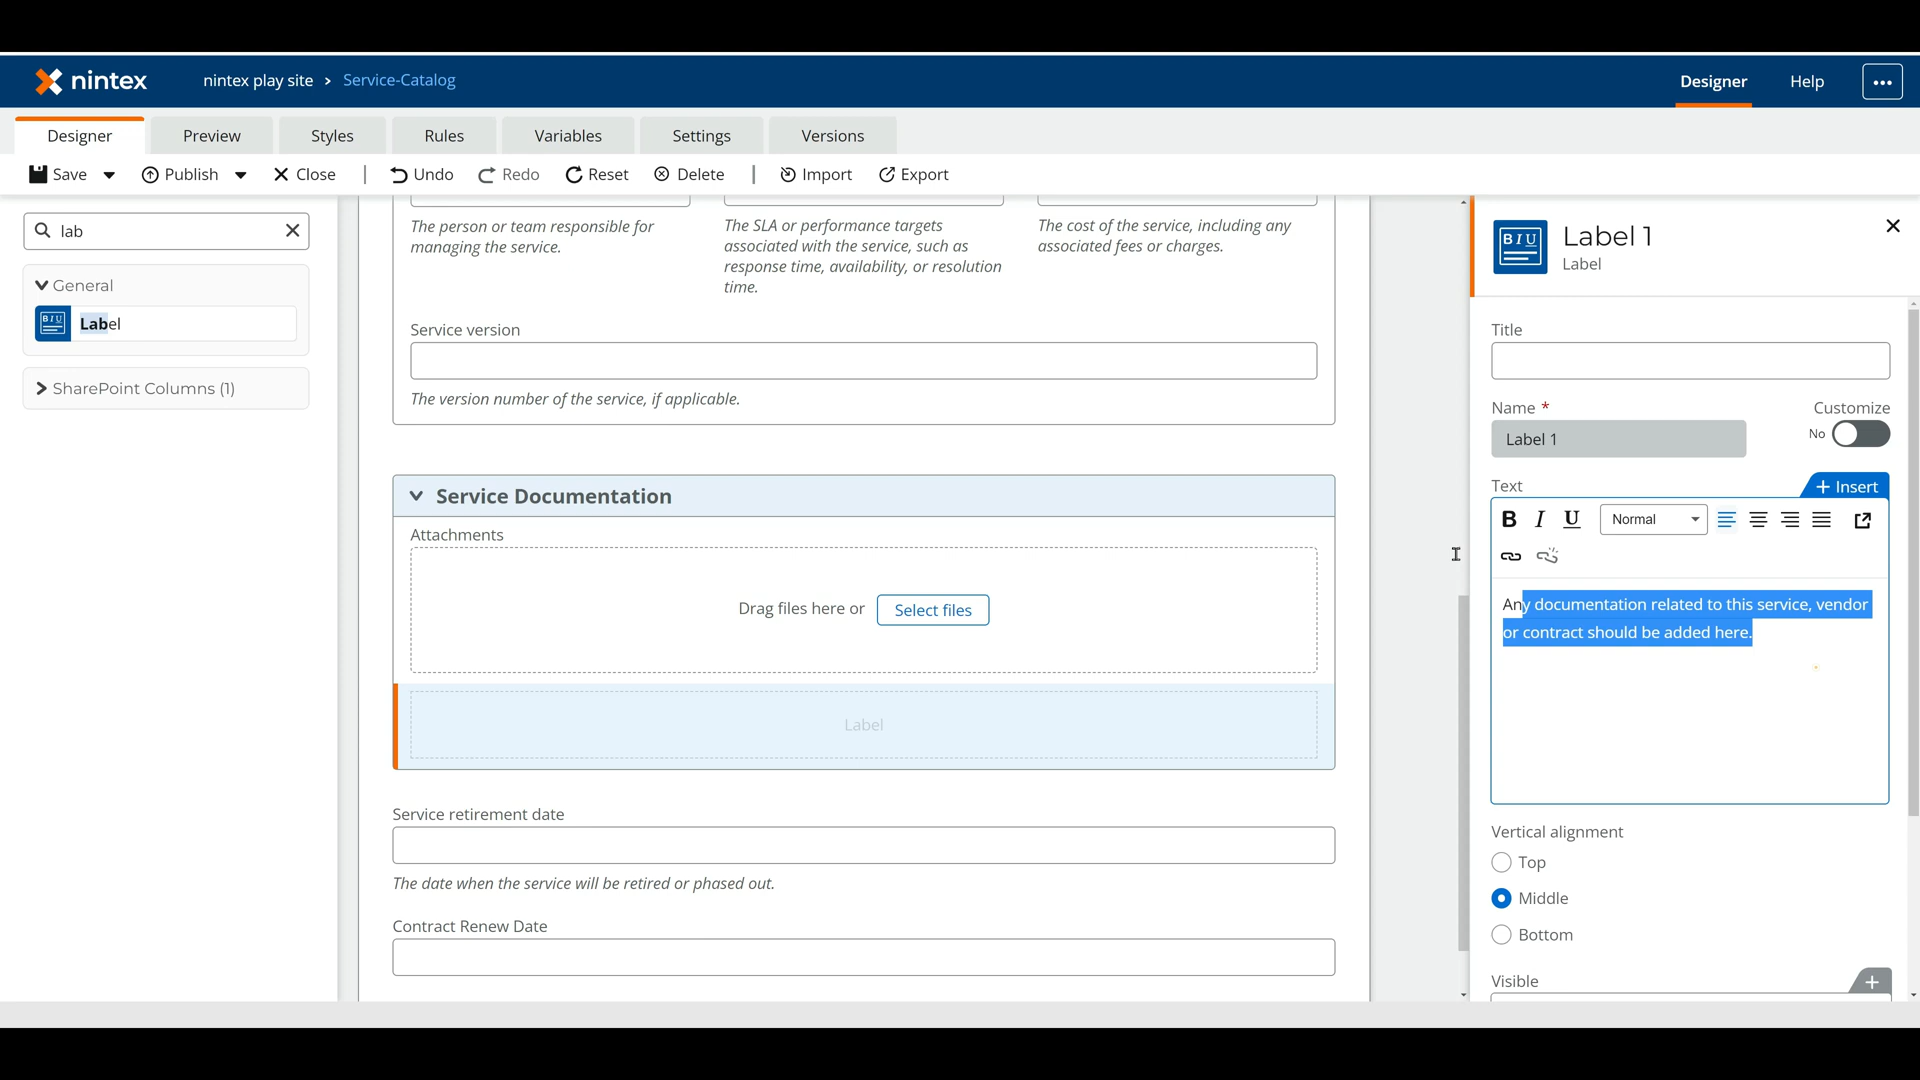 nintex
nintex play site > Service-Catalog
Designer
Help
Designer
Preview
Styles
Rules
Variables
Settings
Versions
Save
Publish
Close
Undo
Redo
Reset
Delete
Import
Export
lab
General
BIU
Label
SharePoint Columns (1)
The person or team responsible for
managing the service.
The SLA or performance targets
associated with the service, such as
response time, availability, or resolution
time.
The cost of the service, including any
associated fees or charges.
Service version
The version number of the service, if applicable.
Service Documentation
Attachments
Drag files here or
Select files
Label
Service retirement date
The date when the service will be retired or phased out.
Contract Renew Date
BIU
Label 1
Label
Title
Name *
Customize
Label 1
No
Text
+ Insert
B I U
Normal
Any documentation related to this service, vendor
or contract should be added here.
Vertical alignment
Top
Middle
Bottom
Visible